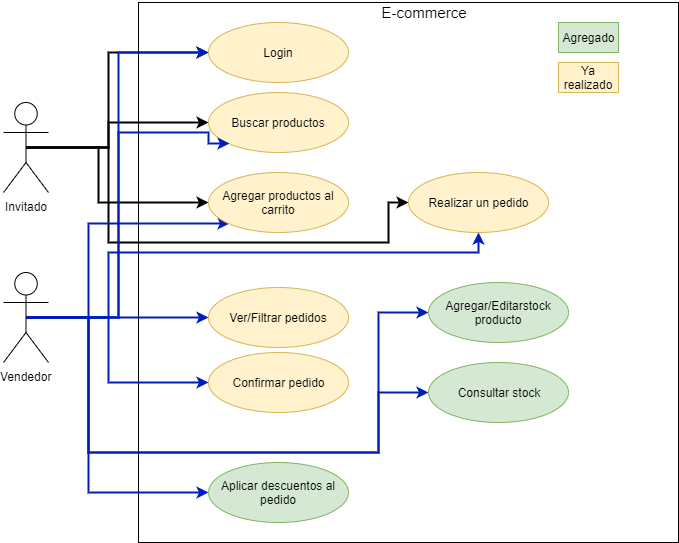 E-commerce
Agregado
Ya
realizado
Login
Buscar productos
Invitado
Agregar productos al
carrito
Realizar un pedido
Vendedor
Ver/Filtrar pedidos
Agregar/Editarstock
producto
Confirmar pedido
Consultar stock
Aplicar descuentos al
pedido